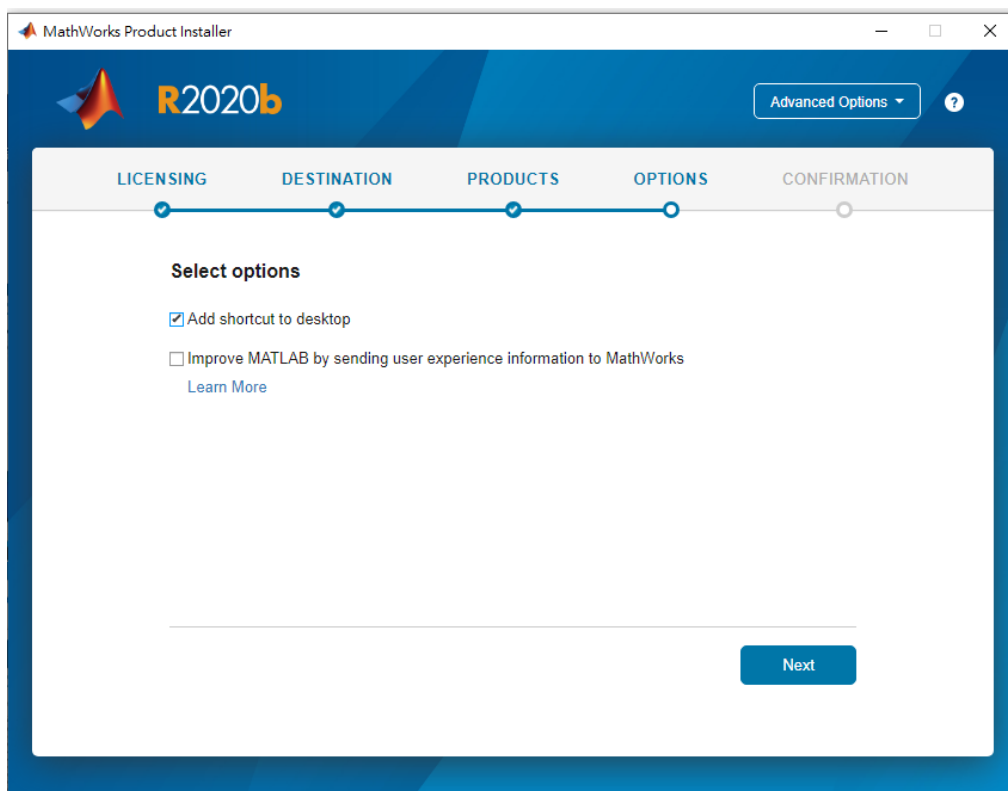 MathWorks Product Installer
R2020b
Advanced Options
?
LICENSING DESTINATION PRODUCTS OPTIONS CONFIRMATION
Select options
Add shortcut to desktop
Improve MATLAB by sending user experience information to MathWorks
Learn More
Next